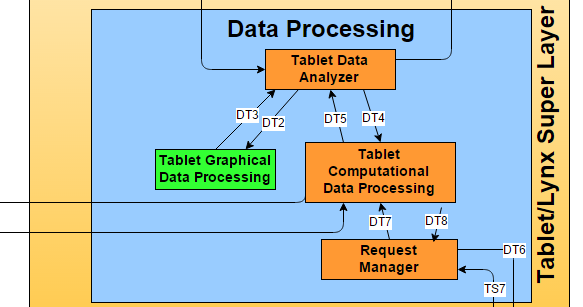 Data Processing
Tablet Data
Analyzer
DT3
DT2
DT5
DT4
Tablet Graphical
Data Processing
Tablet
Computational
Data Processing
DT7
DT8
Request
Manager
DT6
TS7
Tablet/Lynx Super Layer